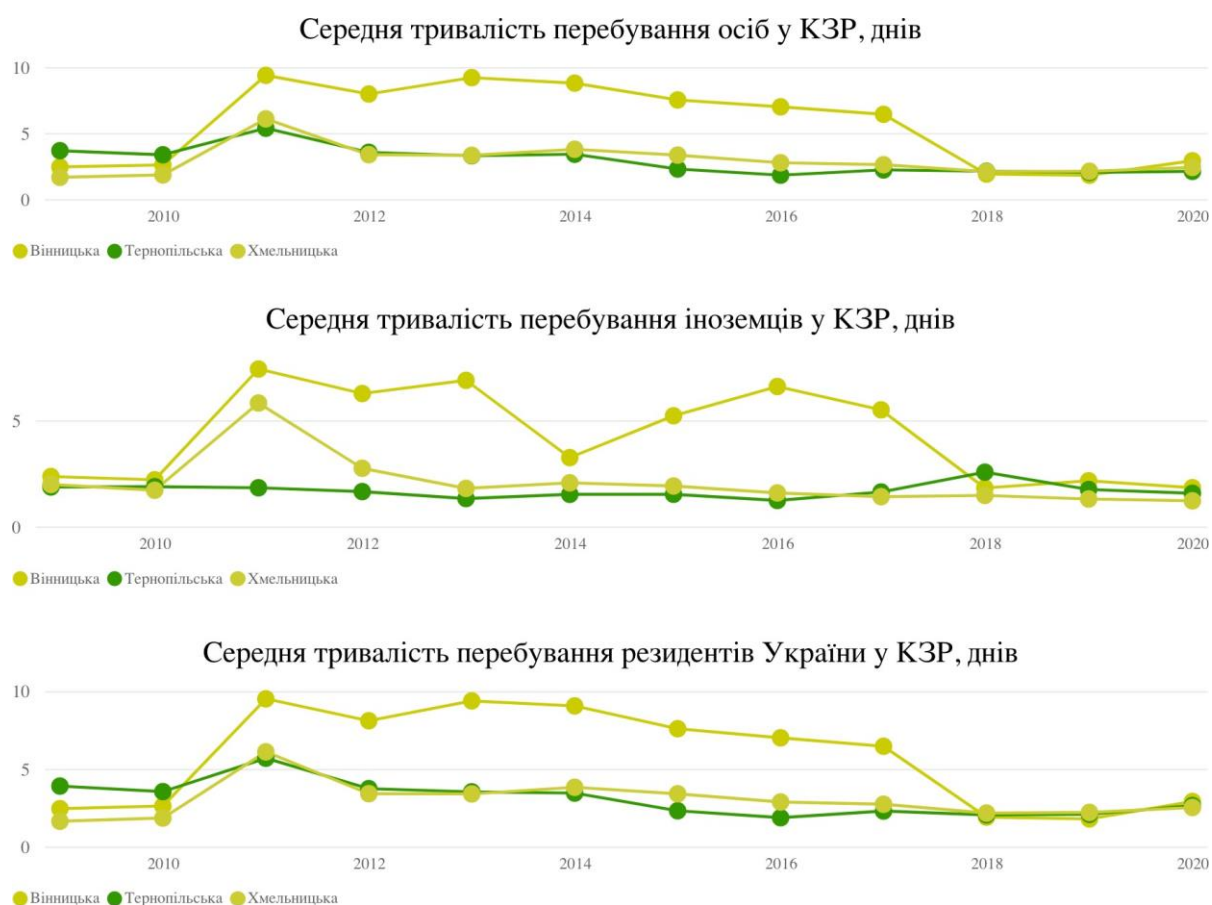 Середня тривалість перебування осіб у КЗР, днів
10
5
0
2010 2012 2014 2016 2018 2020
Вінницька Тернопільська Хмельницька
Середня тривалість перебування іноземців у КЗР, днів
5
0
2010 2012 2014 2016 2018 2020
Вінницька Тернопільська Хмельницька
Середня тривалість перебування резидентів України у КЗР, днів
10
5
0
2010 2012 2014 2016 2018 2020
Вінницька Тернопільська Хмельницька